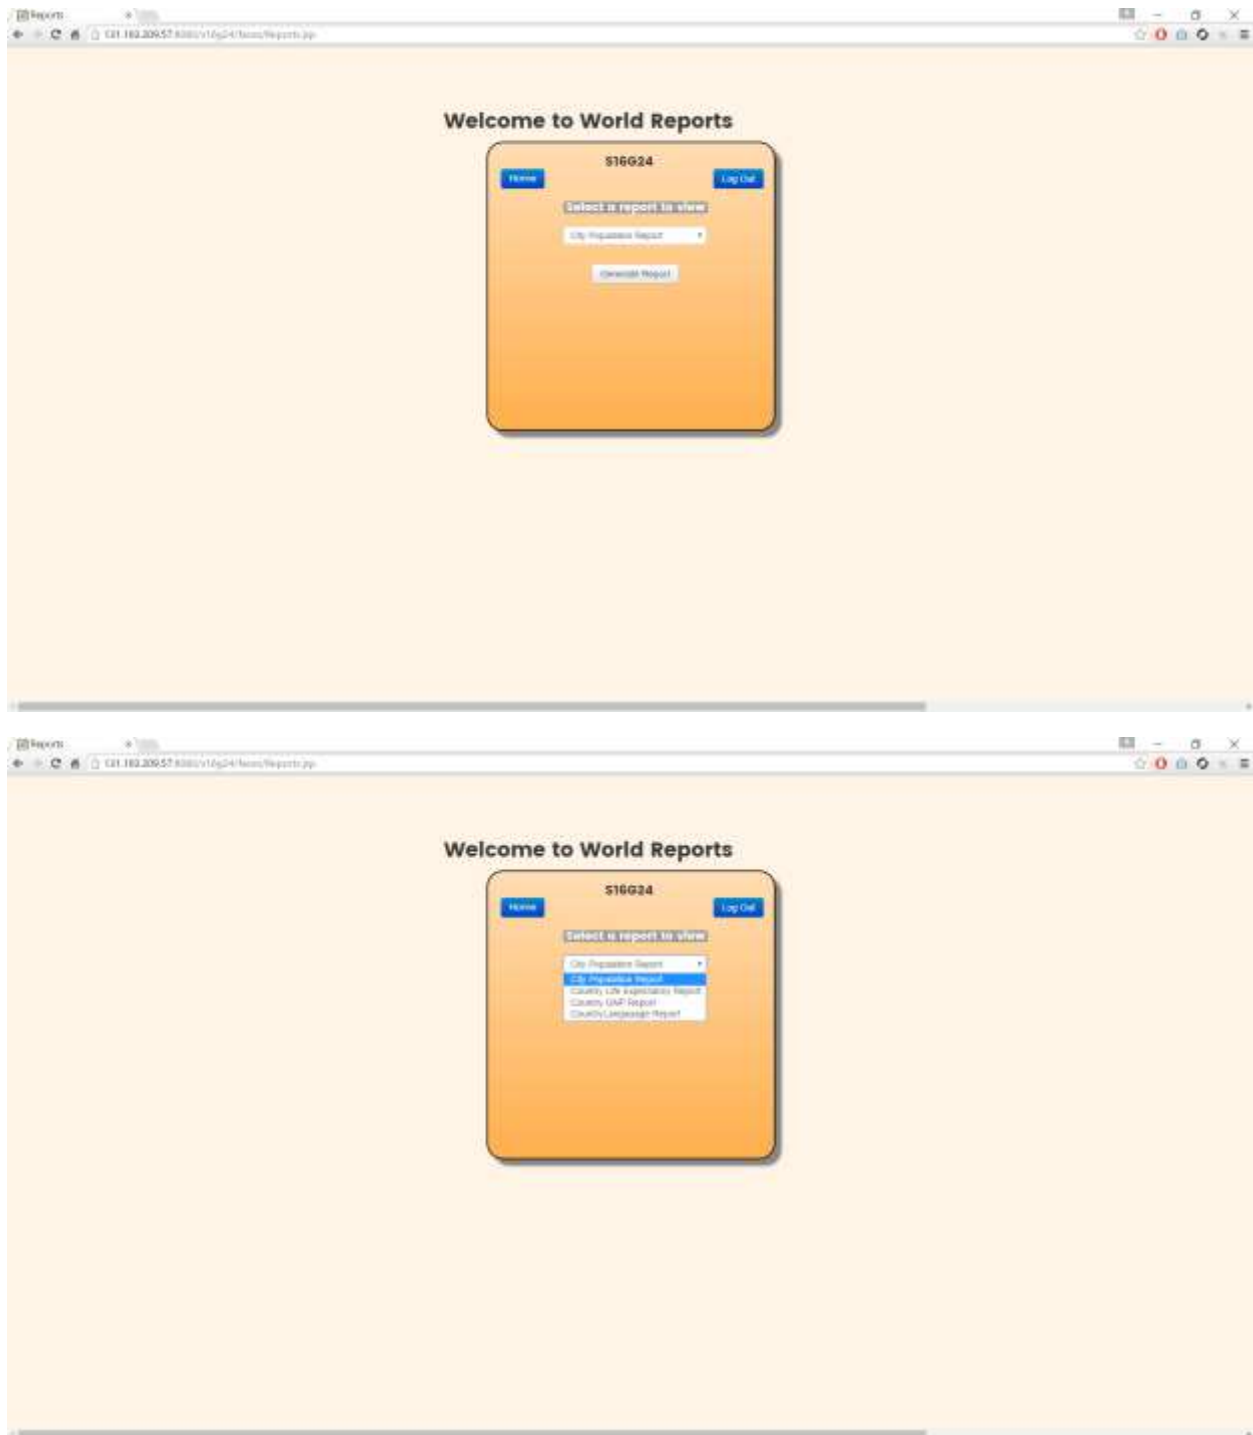 Reports
Welcome to World Reports
S16G24
Home
Log Out
Select a report to view
City Population Report
Generate Report
Reports
Welcome to World Reports
S16G24
Home
Log Out
Select a report to view
City Population Report
City Population Report
Country Life Expectancy Report
Country GNP Report
Report